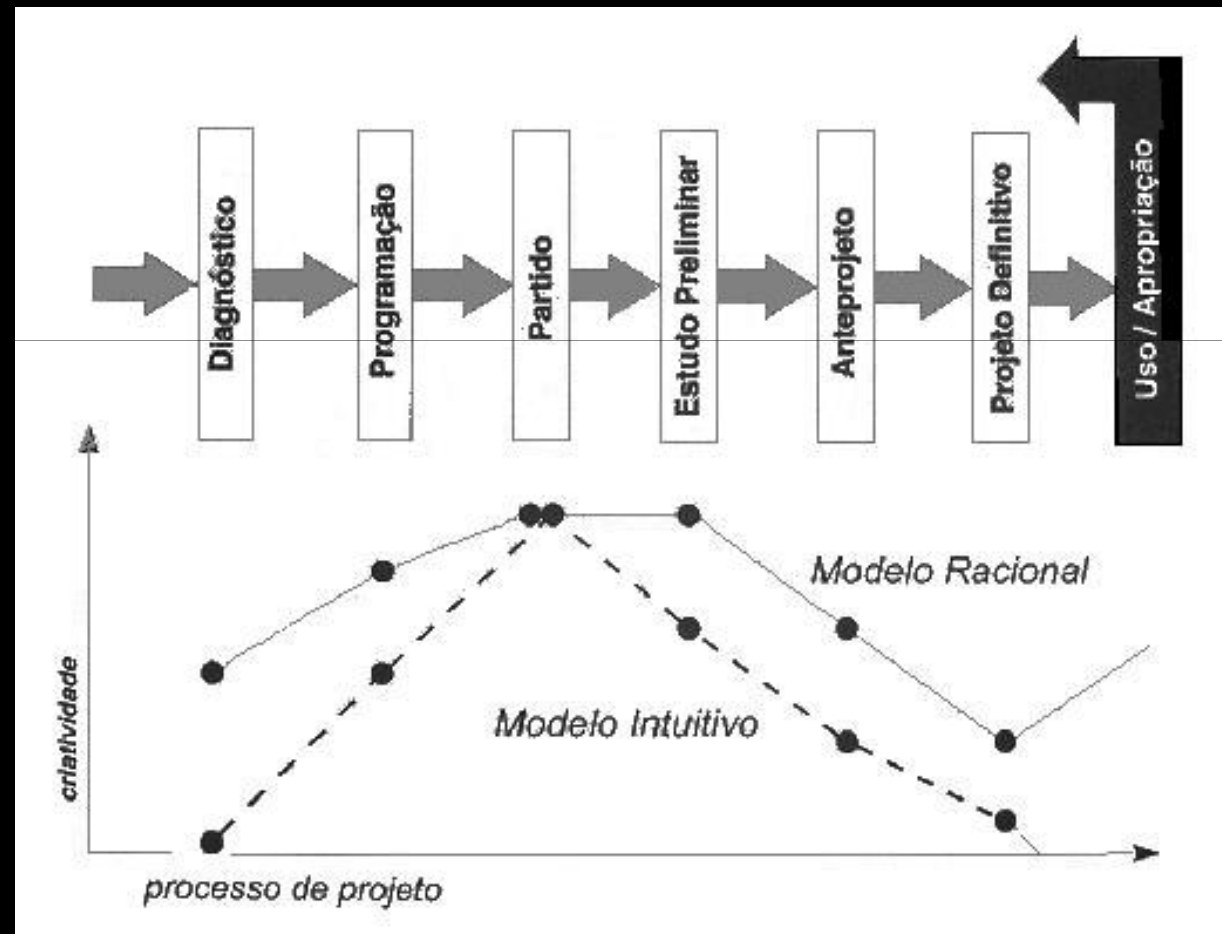 Diagnóstico
Programação
Partido
Estudo Preliminar
Anteprojeto
Projeto Definitivo
Uso / Apropriação
criatividade
Modelo Racional
Modelo Intuitivo
processo de projeto